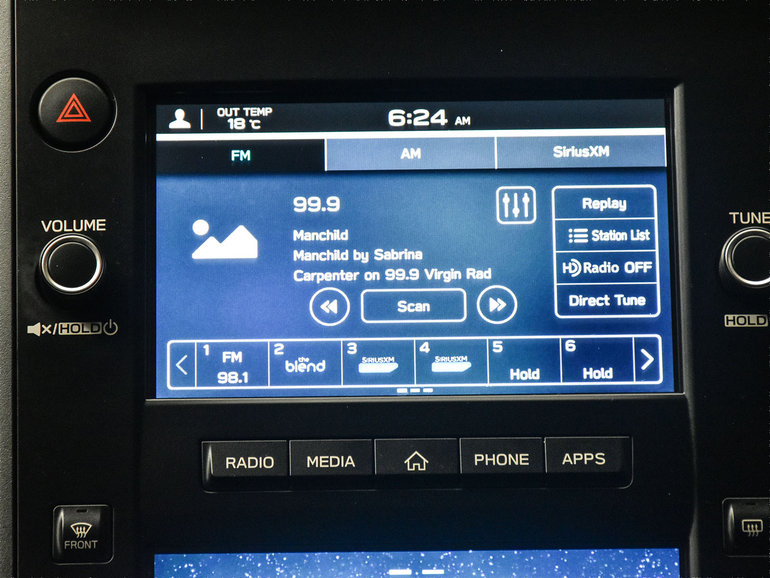 OUT TEMP
18 °C
6:24 AM
FM
AM
SiriusXM
99.9
Manchild
Manchild by Sabrina
Carpenter on 99.9 Virgin Rad
Scan
Replay
Station List
HD Radio OFF
Direct Tune
1 FM 98.1
2 the blend
3 SIRIUSXM
4 SIRIUSXM
5 Hold
6 Hold
VOLUME
/HOLD
TUNE
HOLD
RADIO
MEDIA
PHONE
APPS
FRONT